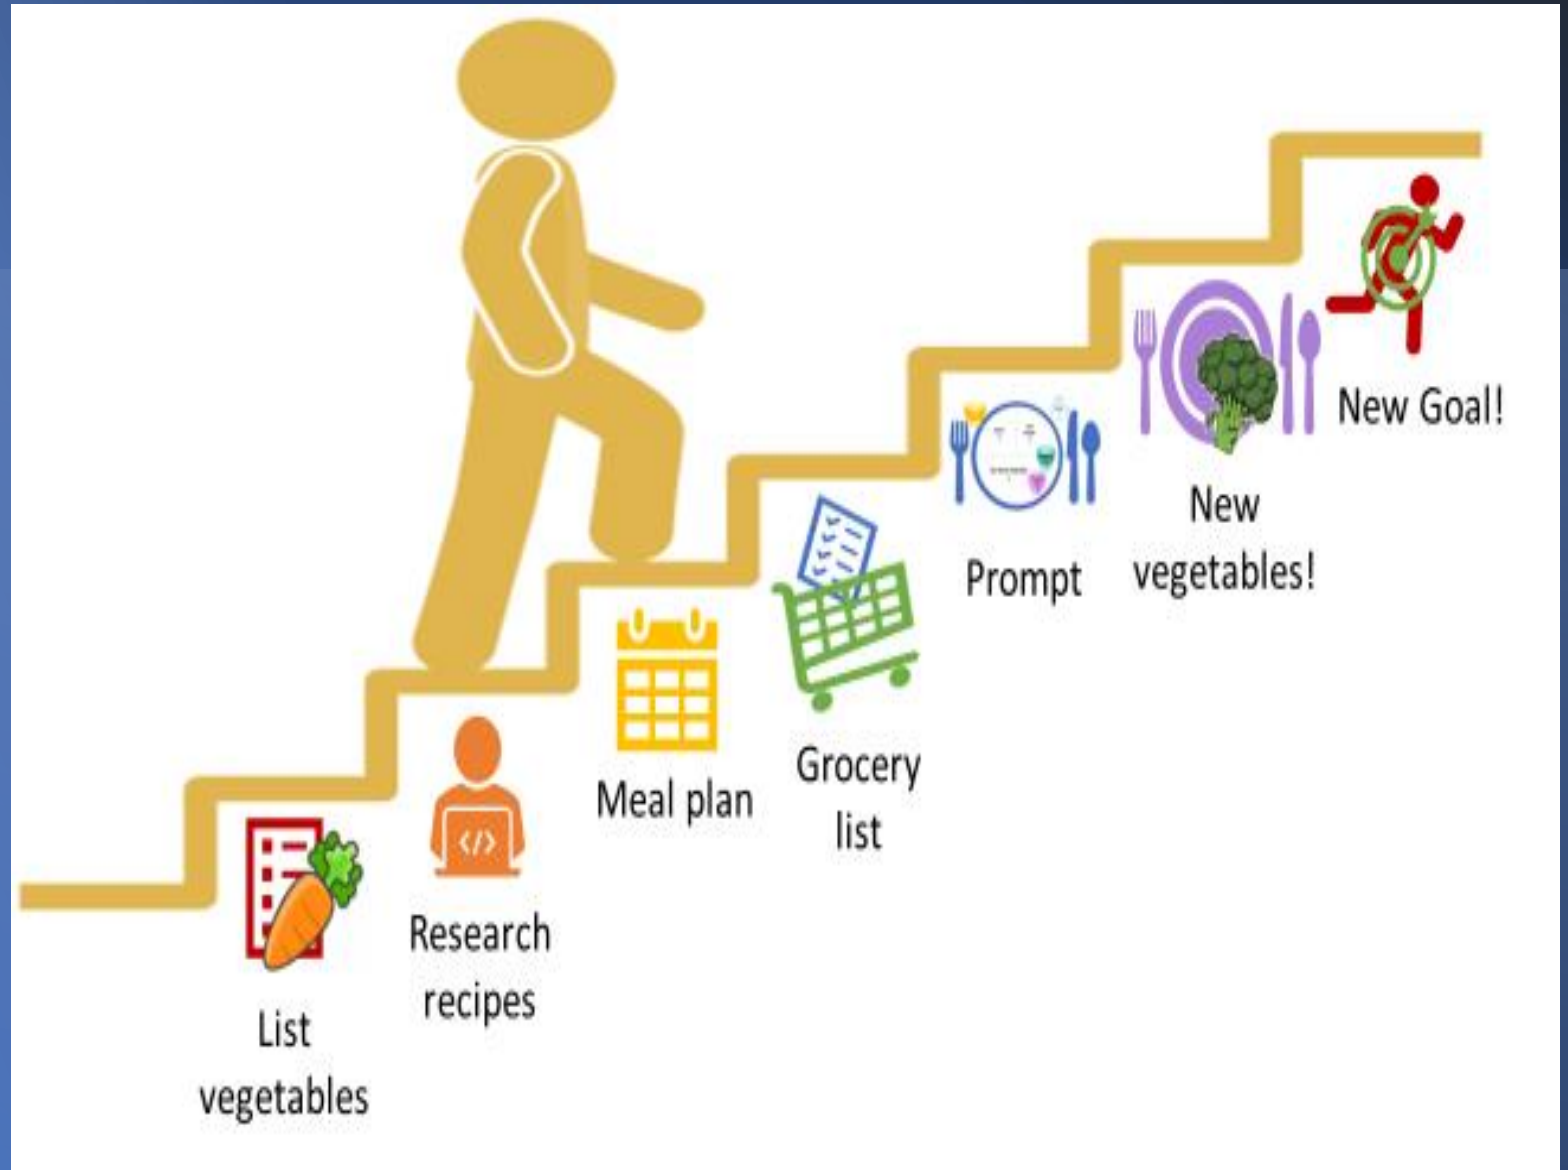 List
vegetables
Research
recipes
Meal plan
Grocery
list
Prompt
New
vegetables!
New Goal!